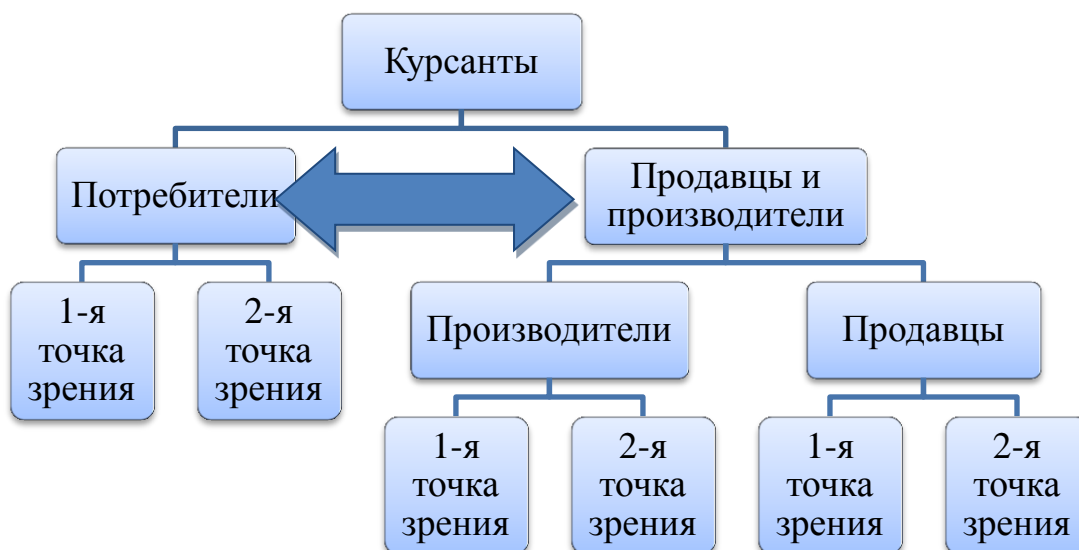 Курсанты
Потребители
Продавцы и
производители
1-я
точка
зрения
2-я
точка
зрения
Производители
Продавцы
1-я
точка
зрения
2-я
точка
зрения
1-я
точка
зрения
2-я
точка
зрения